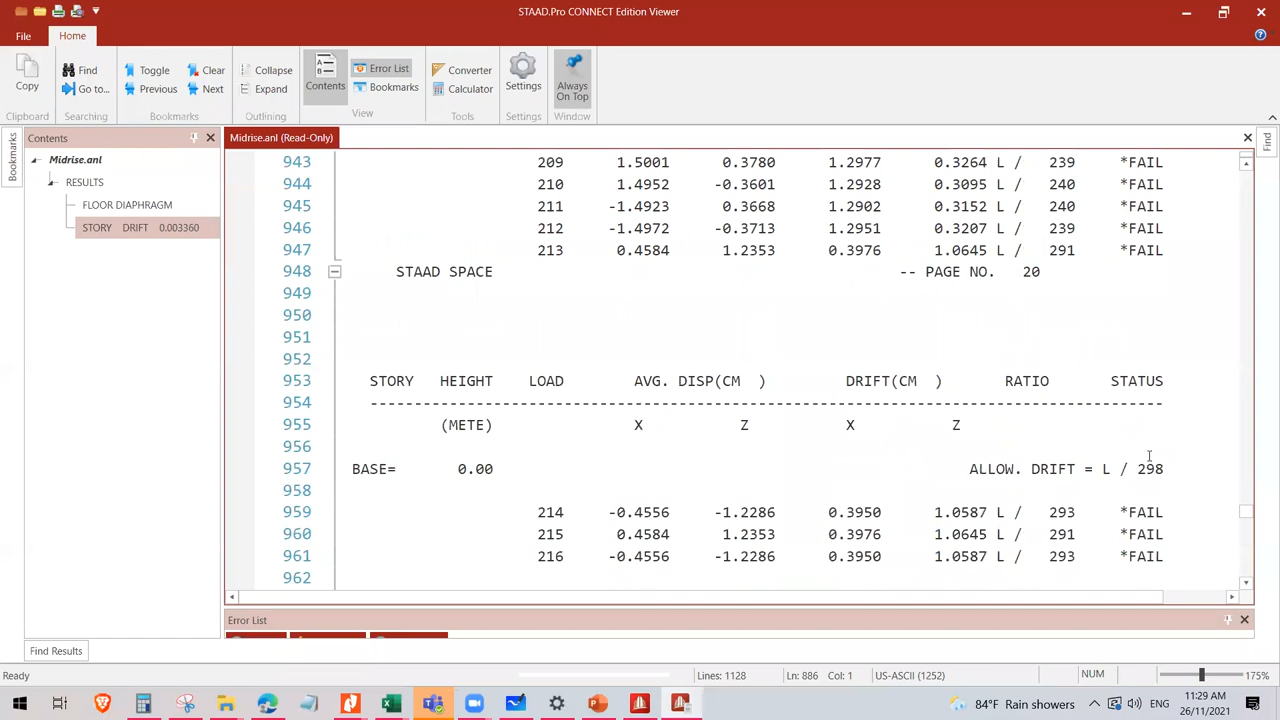 STAAD.Pro CONNECT Edition Viewer
File Home
Copy Find Toggle Clear Collapse Contents Error List Converter Settings Always On Top
Go to... Previous Next Expand Bookmarks Calculator
Clipboard Searching Bookmarks Outlining View Tools Settings Window
Bookmarks
Contents
Midrise.anl
RESULTS
FLOOR DIAPHRAGM
STORY DRIFT 0.003360
Midrise.anl (Read-Only)
Find
943 209 1.5001 0.3780 1.2977 0.3264 L / 239 *FAIL
944 210 1.4952 -0.3601 1.2928 0.3095 L / 240 *FAIL
945 211 -1.4923 0.3668 1.2902 0.3152 L / 240 *FAIL
946 212 -1.4972 -0.3713 1.2951 0.3207 L / 239 *FAIL
947 213 0.4584 1.2353 0.3976 1.0645 L / 291 *FAIL
948 STAAD SPACE -- PAGE NO. 20
949
950
951
952
953 STORY HEIGHT LOAD AVG. DISP(CM ) DRIFT(CM ) RATIO STATUS
954 ------------------------------------------------------------------------------------------
955 (METE) X Z X Z
956
957 BASE= 0.00 ALLOW. DRIFT = L / 298
958
959 214 -0.4556 -1.2286 0.3950 1.0587 L / 293 *FAIL
960 215 0.4584 1.2353 0.3976 1.0645 L / 291 *FAIL
961 216 -0.4556 -1.2286 0.3950 1.0587 L / 293 *FAIL
962
Error List
Find Results
Ready Lines: 1128 Ln: 886 Col: 1 US-ASCII (1252) NUM 175%
84°F Rain showers ENG 11:29 AM
26/11/2021